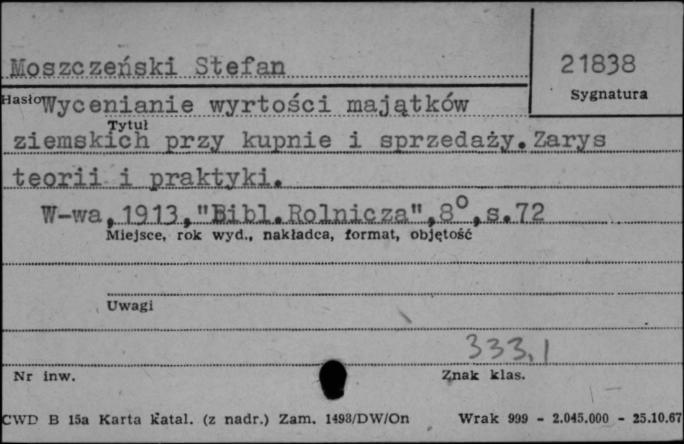 Moszczeński Stefan
21838
Sygnatura
Hasło
Wycenianie wyrtości majątków
Tytuł
ziemskich przy kupnie i sprzedaży. Zarys
teorii i praktyki.
W-wa, 1913, "Bibl. Rolnicza", 8°, s. 72
Miejsce, rok wyd., nakładca, format, objętość
Uwagi
333.1
Nr inw.
Znak klas.
CWD B 15a Karta katal. (z nadr.) Zam. 1493/DW/On Wrak 999 - 2.045.000 - 25.10.67